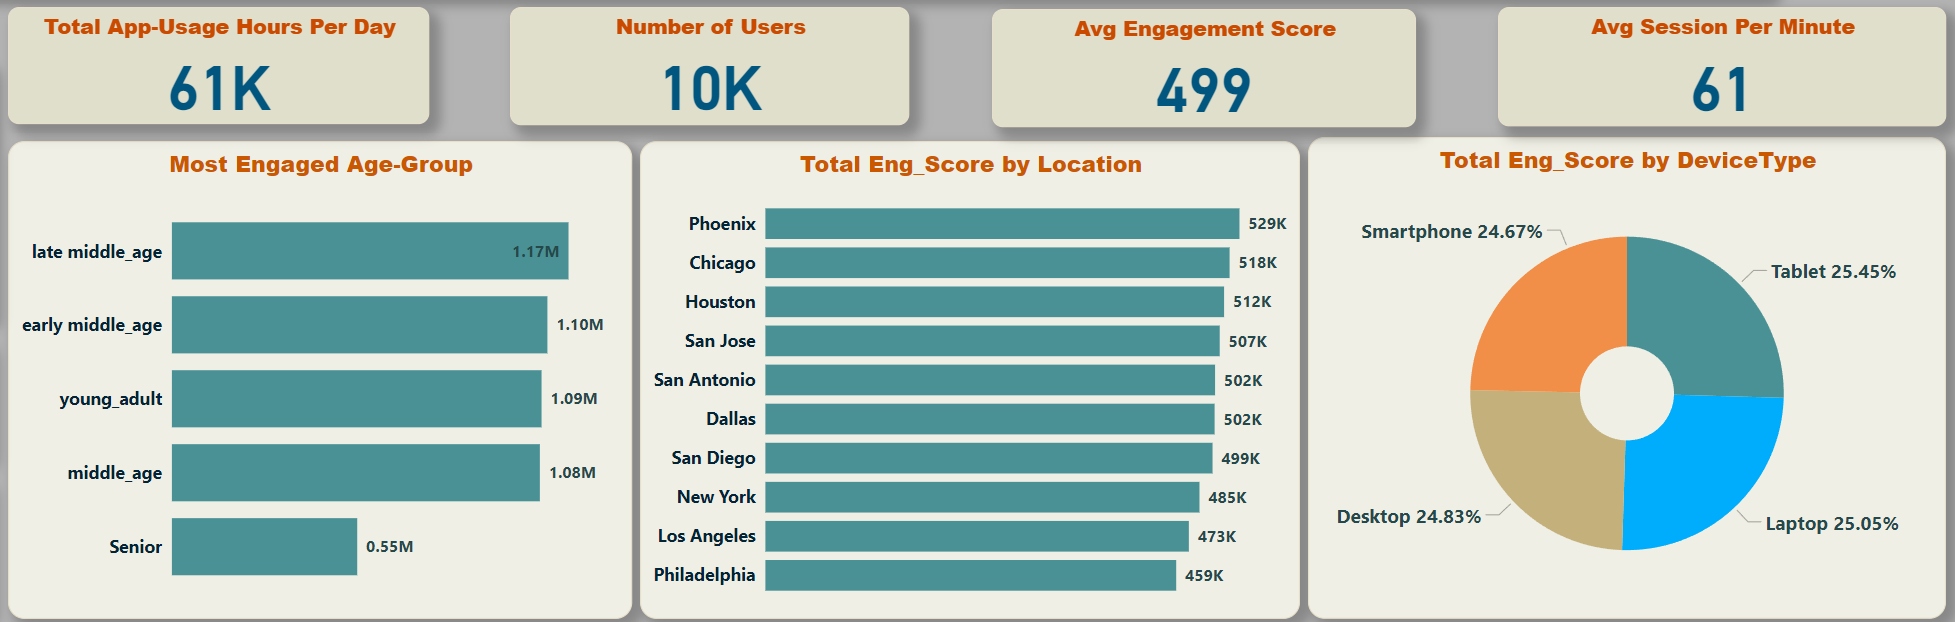 Total App-Usage Hours Per Day
61K
Number of Users
10K
Avg Engagement Score
499
Avg Session Per Minute
61
Most Engaged Age-Group
late middle_age 1.17M
early middle_age 1.10M
young_adult 1.09M
middle_age 1.08M
Senior 0.55M
Total Eng_Score by Location
Phoenix 529K
Chicago 518K
Houston 512K
San Jose 507K
San Antonio 502K
Dallas 502K
San Diego 499K
New York 485K
Los Angeles 473K
Philadelphia 459K
Total Eng_Score by DeviceType
Smartphone 24.67%
Tablet 25.45%
Desktop 24.83%
Laptop 25.05%